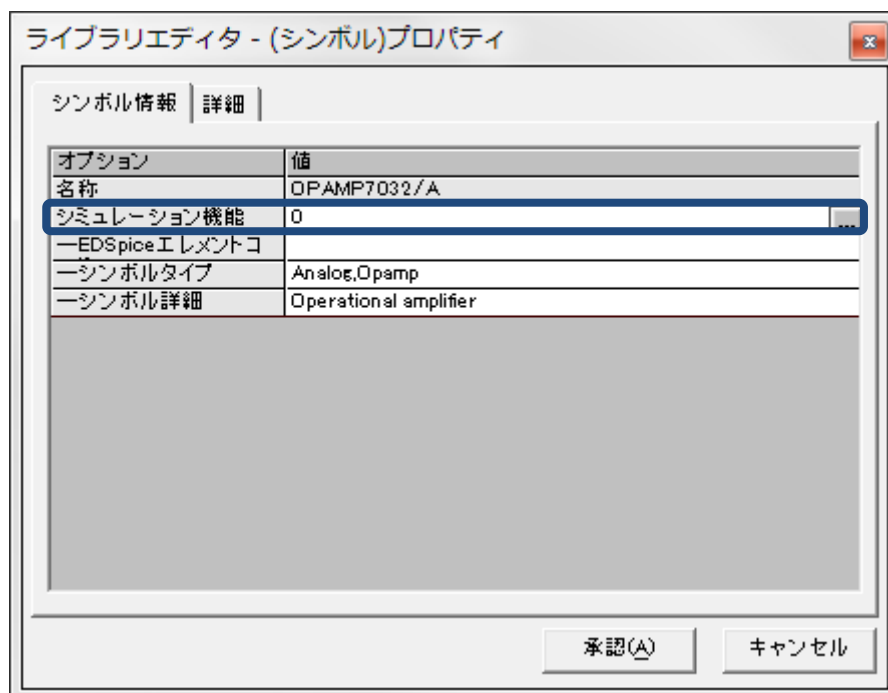 ライブラリエディタ - (シンボル)プロパティ
シンボル情報 詳細
オプション 値
名称 OPAMP7032/A
シミュレーション機能 0 ...
―EDSpiceエレメントコ
―シンボルタイプ Analog,Opamp
―シンボル詳細 Operational amplifier
承認(A) キャンセル